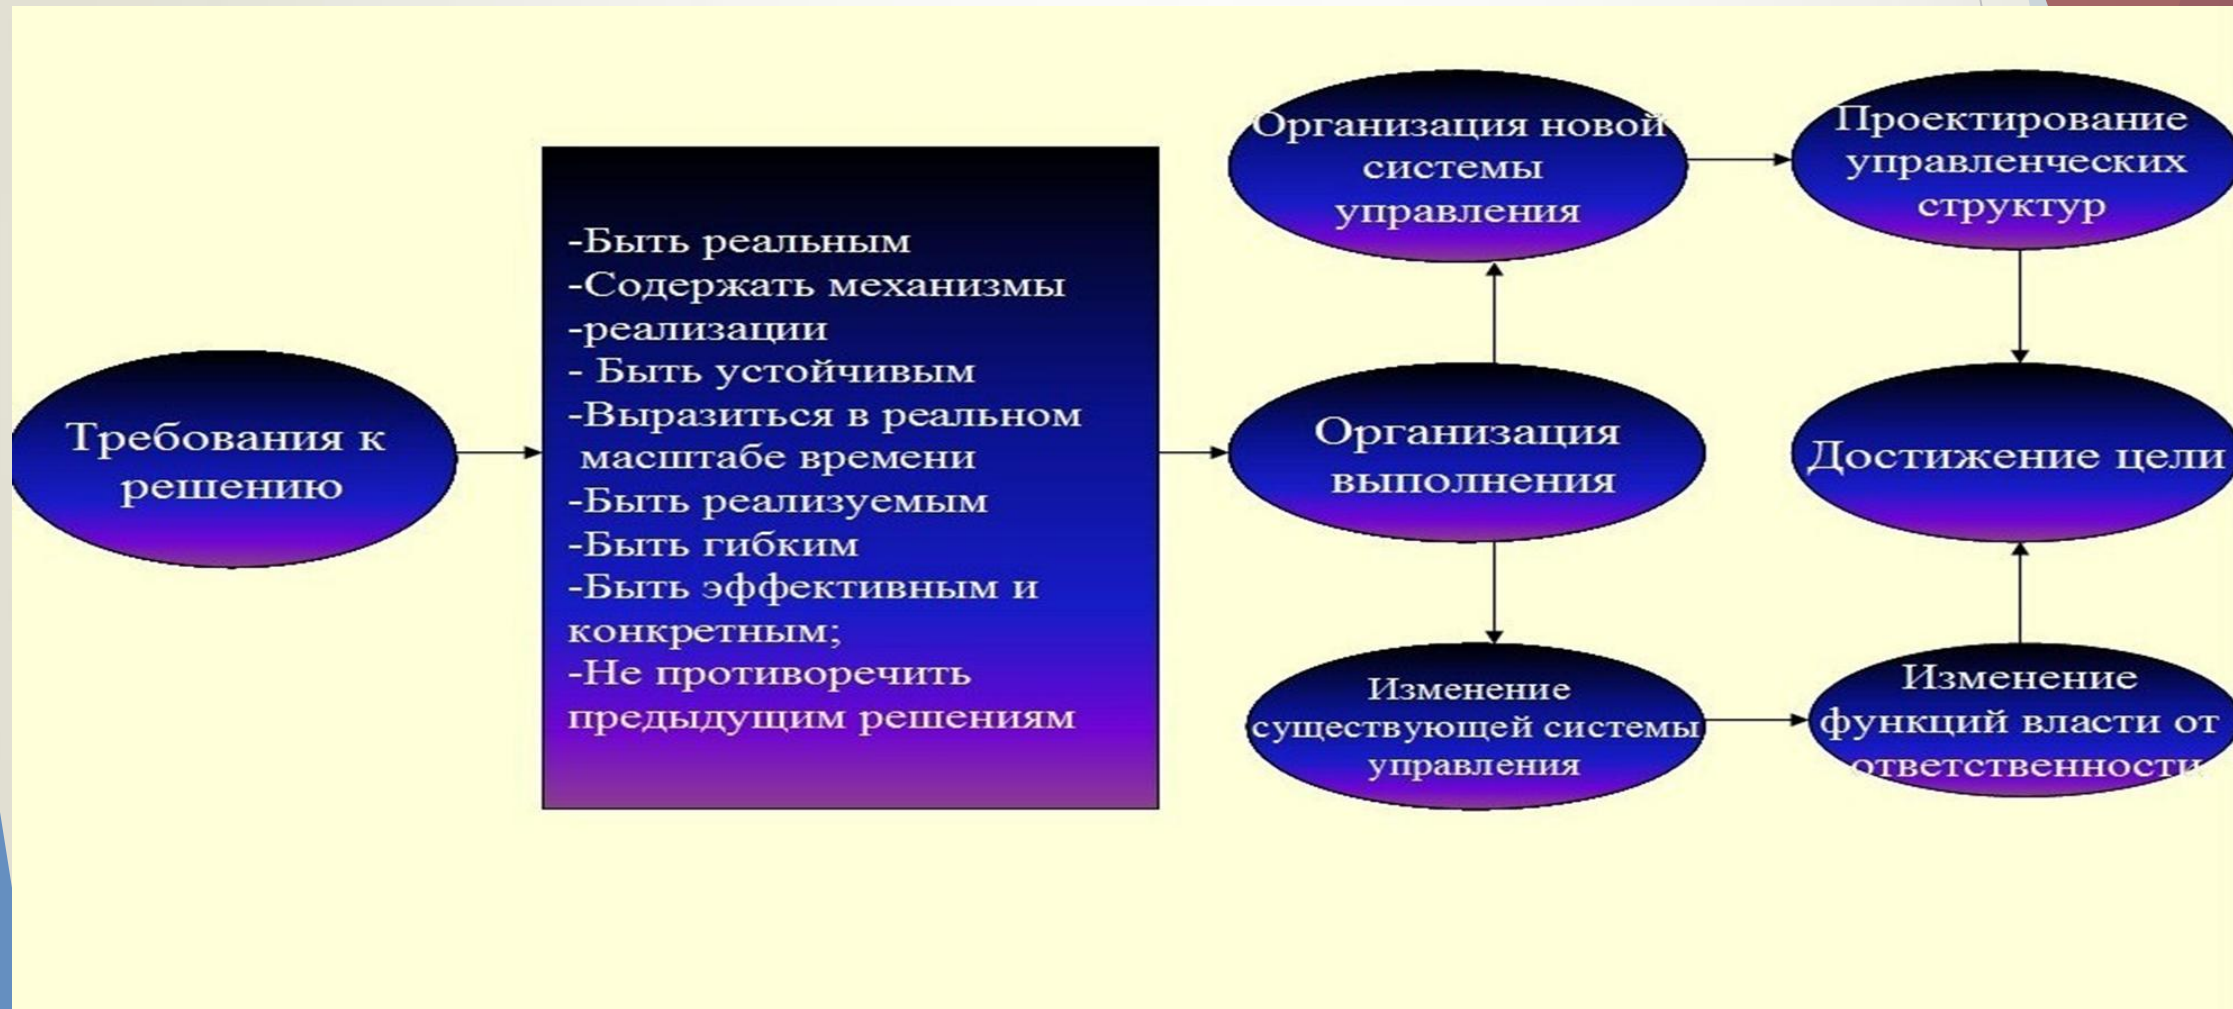 Требования к
решению
-Быть реальным
-Содержать механизмы
-реализации
- Быть устойчивым
-Выразиться в реальном
масштабе времени
-Быть реализуемым
-Быть гибким
-Быть эффективным и
конкретным;
-Не противоречить
предыдущим решениям
Организация новой
системы
управления
Проектирование
управленческих
структур
Организация
выполнения
Достижение цели
Изменение
существующей системы
управления
Изменение
функций власти от
ответственности